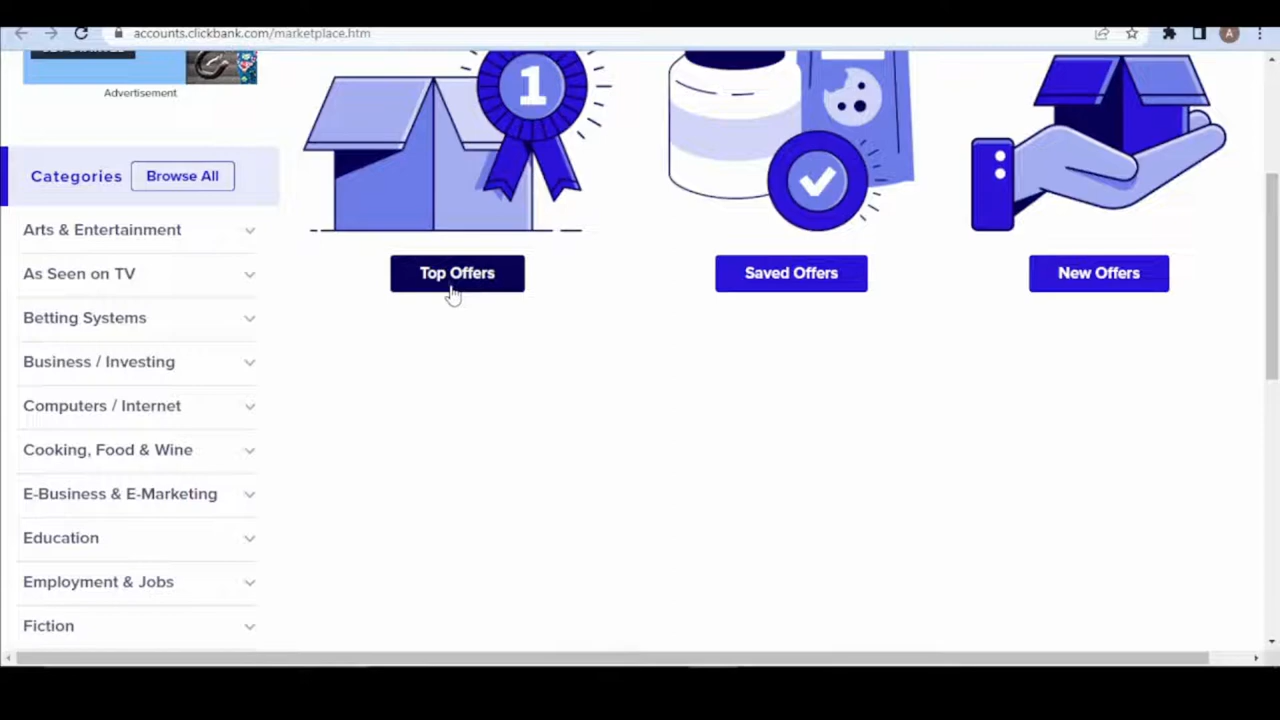 accounts.clickbank.com/marketplace.htm
A
Advertisement
1
Categories
Browse All
Arts & Entertainment
As Seen on TV
Betting Systems
Business / Investing
Computers / Internet
Cooking, Food & Wine
E-Business & E-Marketing
Education
Employment & Jobs
Fiction
Top Offers
Saved Offers
New Offers